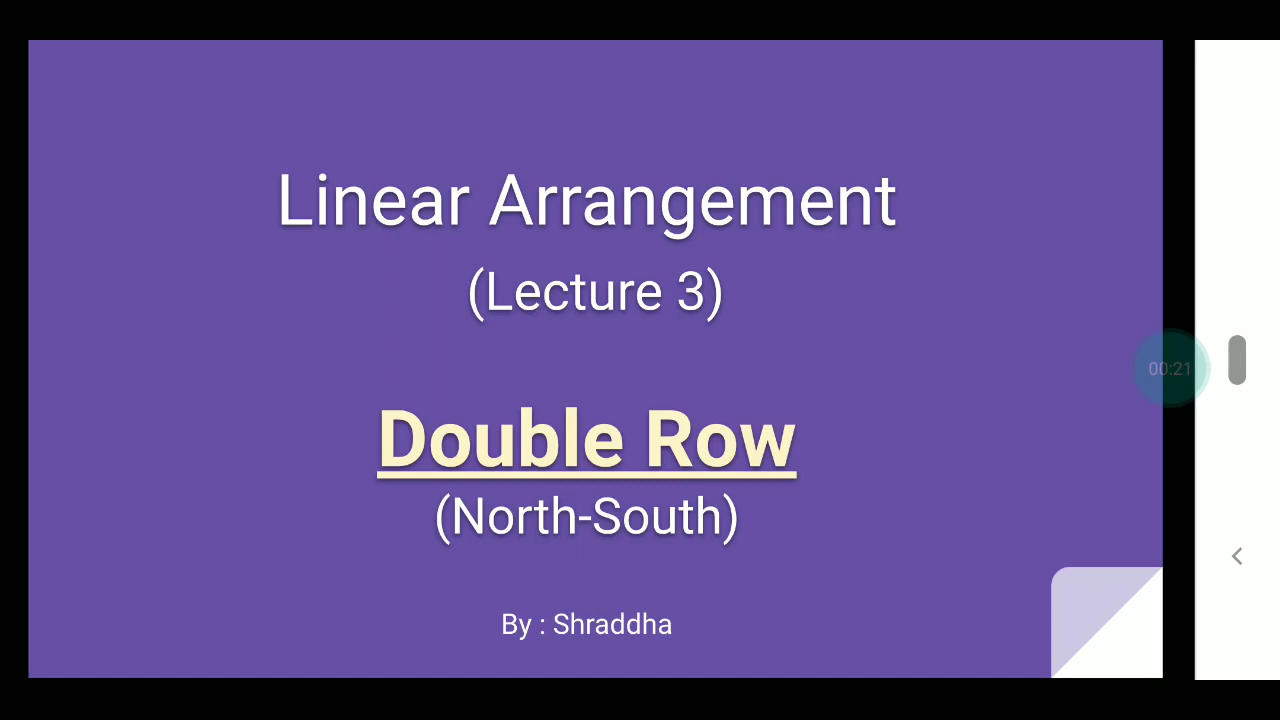 Linear Arrangement
(Lecture 3)
Double Row
(North-South)
By : Shraddha
00:21